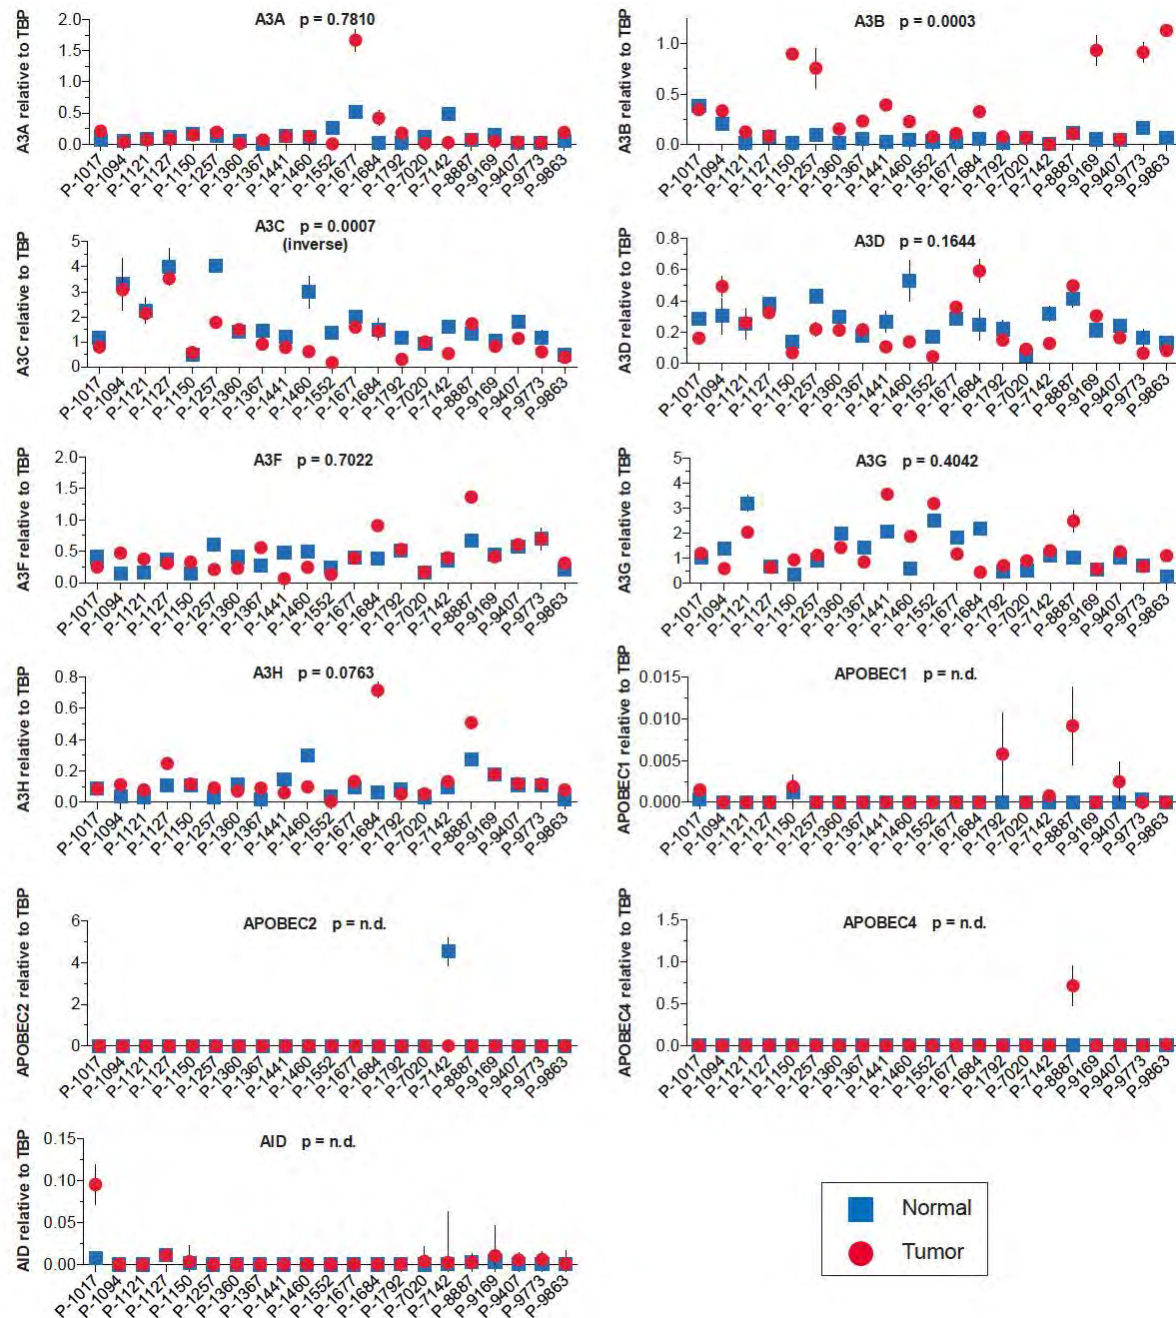 A3A p = 0.7810
A3A relative to TBP
2.0
1.5
1.0
0.5
0.0
P-1017 P-1094 P-1121 P-1127 P-1150 P-1257 P-1360 P-1367 P-1441 P-1460 P-1552 P-1677 P-1684 P-1792 P-7020 P-7142 P-8887 P-9169 P-9407 P-9773 P-9863
A3B p = 0.0003
A3B relative to TBP
1.0
0.5
0.0
P-1017 P-1094 P-1121 P-1127 P-1150 P-1257 P-1360 P-1367 P-1441 P-1460 P-1552 P-1677 P-1684 P-1792 P-7020 P-7142 P-8887 P-9169 P-9407 P-9773 P-9863
A3C p = 0.0007
(inverse)
A3C relative to TBP
5
4
3
2
1
0
P-1017 P-1094 P-1121 P-1127 P-1150 P-1257 P-1360 P-1367 P-1441 P-1460 P-1552 P-1677 P-1684 P-1792 P-7020 P-7142 P-8887 P-9169 P-9407 P-9773 P-9863
A3D p = 0.1644
A3D relative to TBP
0.8
0.6
0.4
0.2
0.0
P-1017 P-1094 P-1121 P-1127 P-1150 P-1257 P-1360 P-1367 P-1441 P-1460 P-1552 P-1677 P-1684 P-1792 P-7020 P-7142 P-8887 P-9169 P-9407 P-9773 P-9863
A3F p = 0.7022
A3F relative to TBP
2.0
1.5
1.0
0.5
0.0
P-1017 P-1094 P-1121 P-1127 P-1150 P-1257 P-1360 P-1367 P-1441 P-1460 P-1552 P-1677 P-1684 P-1792 P-7020 P-7142 P-8887 P-9169 P-9407 P-9773 P-9863
A3G p = 0.4042
A3G relative to TBP
5
4
3
2
1
0
P-1017 P-1094 P-1121 P-1127 P-1150 P-1257 P-1360 P-1367 P-1441 P-1460 P-1552 P-1677 P-1684 P-1792 P-7020 P-7142 P-8887 P-9169 P-9407 P-9773 P-9863
A3H p = 0.0763
A3H relative to TBP
0.8
0.6
0.4
0.2
0.0
P-1017 P-1094 P-1121 P-1127 P-1150 P-1257 P-1360 P-1367 P-1441 P-1460 P-1552 P-1677 P-1684 P-1792 P-7020 P-7142 P-8887 P-9169 P-9407 P-9773 P-9863
APOBEC1 p = n.d.
APOBEC1 relative to TBP
0.015
0.010
0.005
0.000
P-1017 P-1094 P-1121 P-1127 P-1150 P-1257 P-1360 P-1367 P-1441 P-1460 P-1552 P-1677 P-1684 P-1792 P-7020 P-7142 P-8887 P-9169 P-9407 P-9773 P-9863
APOBEC2 p = n.d.
APOBEC2 relative to TBP
6
4
2
0
P-1017 P-1094 P-1121 P-1127 P-1150 P-1257 P-1360 P-1367 P-1441 P-1460 P-1552 P-1677 P-1684 P-1792 P-7020 P-7142 P-8887 P-9169 P-9407 P-9773 P-9863
APOBEC4 p = n.d.
APOBEC4 relative to TBP
1.5
1.0
0.5
0.0
P-1017 P-1094 P-1121 P-1127 P-1150 P-1257 P-1360 P-1367 P-1441 P-1460 P-1552 P-1677 P-1684 P-1792 P-7020 P-7142 P-8887 P-9169 P-9407 P-9773 P-9863
AID p = n.d.
AID relative to TBP
0.15
0.10
0.05
0.00
P-1017 P-1094 P-1121 P-1127 P-1150 P-1257 P-1360 P-1367 P-1441 P-1460 P-1552 P-1677 P-1684 P-1792 P-7020 P-7142 P-8887 P-9169 P-9407 P-9773 P-9863
Normal
Tumor